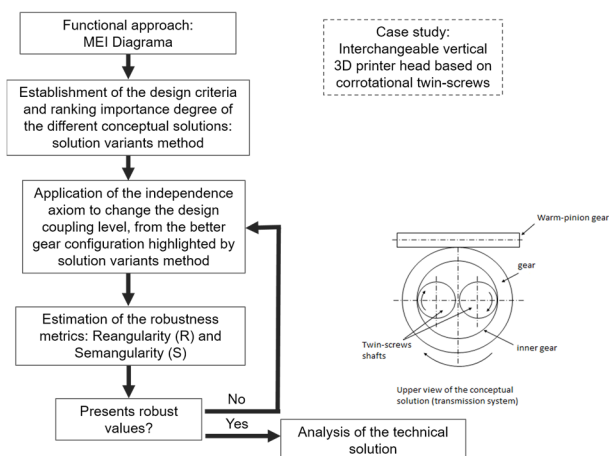 Functional approach:
MEI Diagrama
Establishment of the design criteria
and ranking importance degree of
the different conceptual solutions:
solution variants method
Application of the independence
axiom to change the design
coupling level, from the better
gear configuration highlighted by
solution variants method
Estimation of the robustness
metrics: Reangularity (R) and
Semangularity (S)
Presents robust
values?
No
Yes
Analysis of the technical
solution
Case study:
Interchangeable vertical
3D printer head based on
corrotational twin-screws
Warm-pinion gear
gear
Twin-screws
shafts
inner gear
Upper view of the conceptual
solution (transmission system)